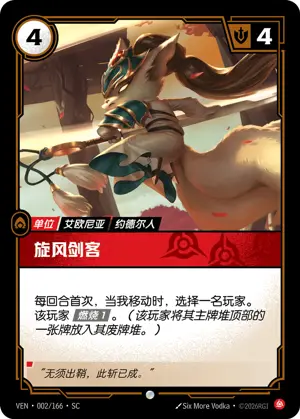 4
4
单位 艾欧尼亚 约德尔人
旋风剑客
每回合首次，当我移动时，选择一名玩家。
该玩家 燃烧 1 。（该玩家将其主牌堆顶部的
一张牌放入其废牌堆。）
"无须出鞘，此斩已成。"
VEN • 002/166 • SC
Six More Vodka • ©2026RGI